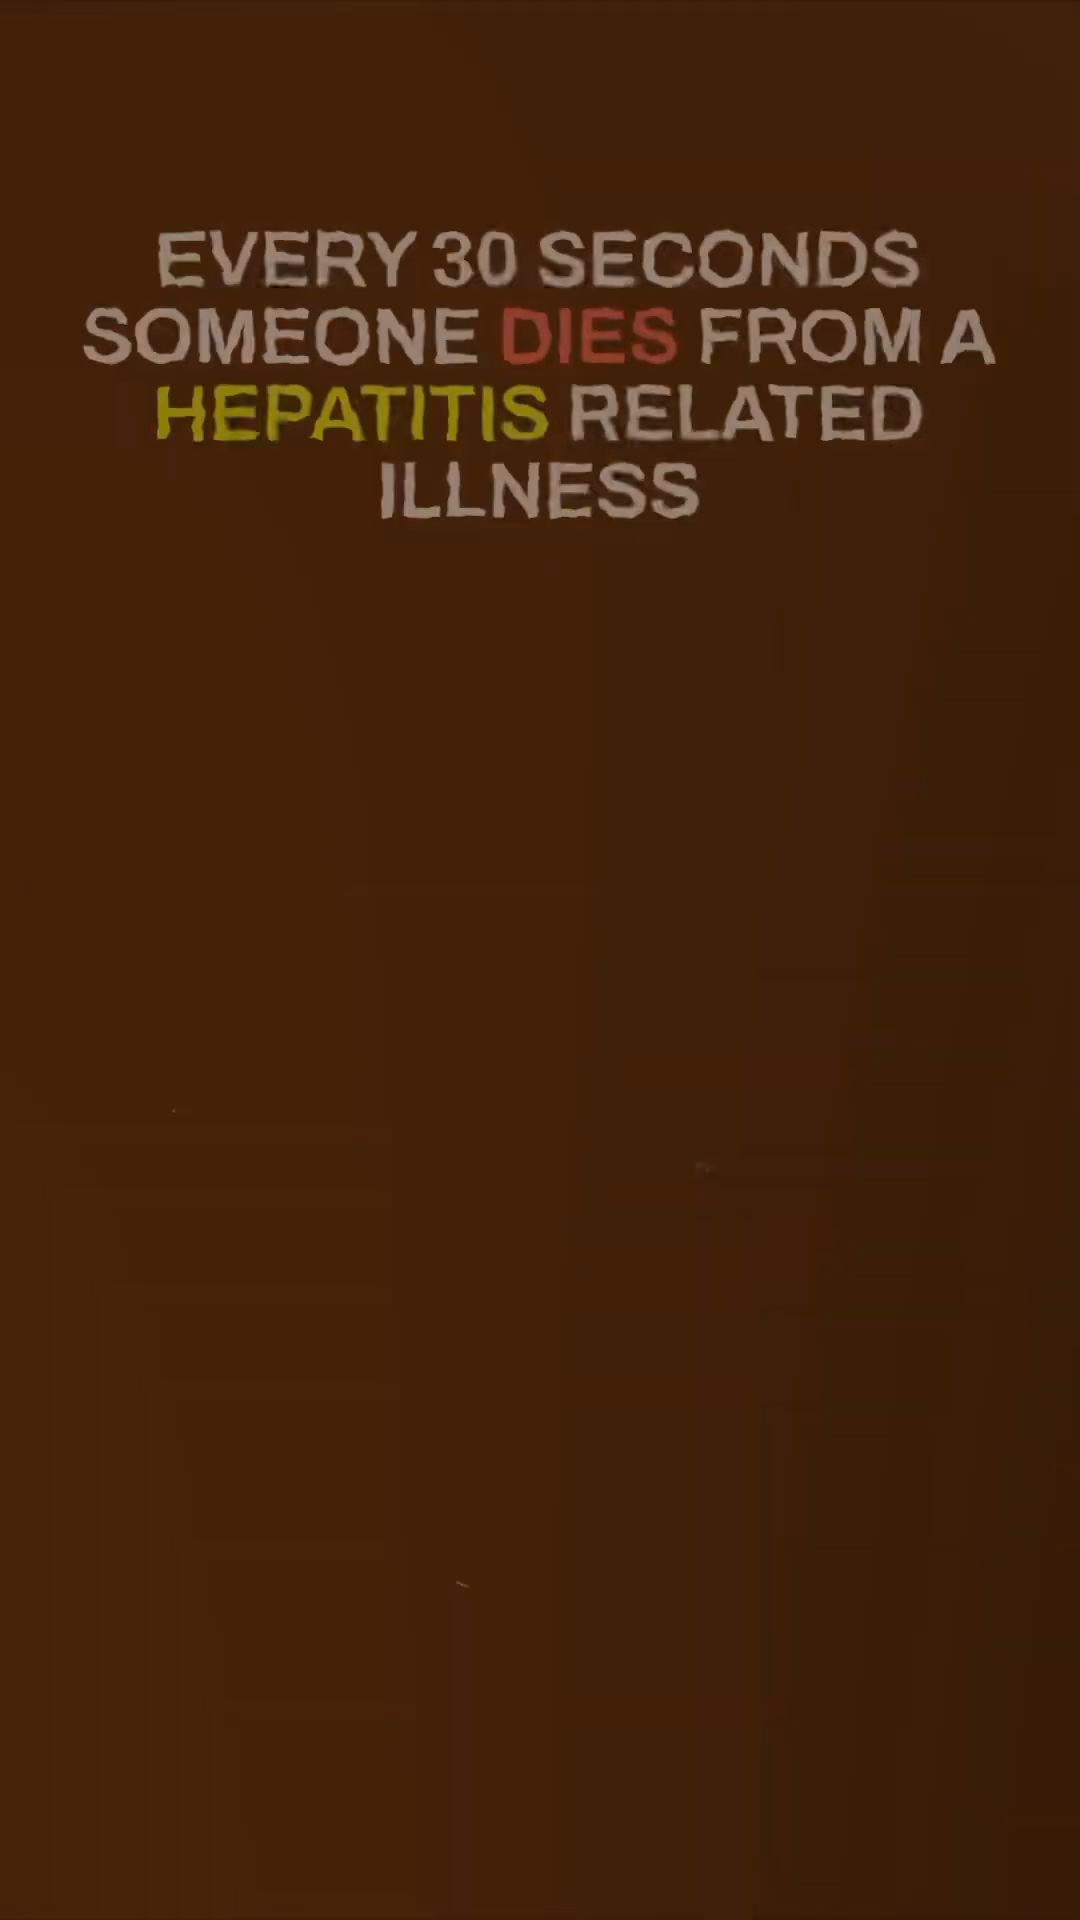 EVERY 30 SECONDS
SOMEONE DIES FROM A
HEPATITIS RELATED
ILLNESS